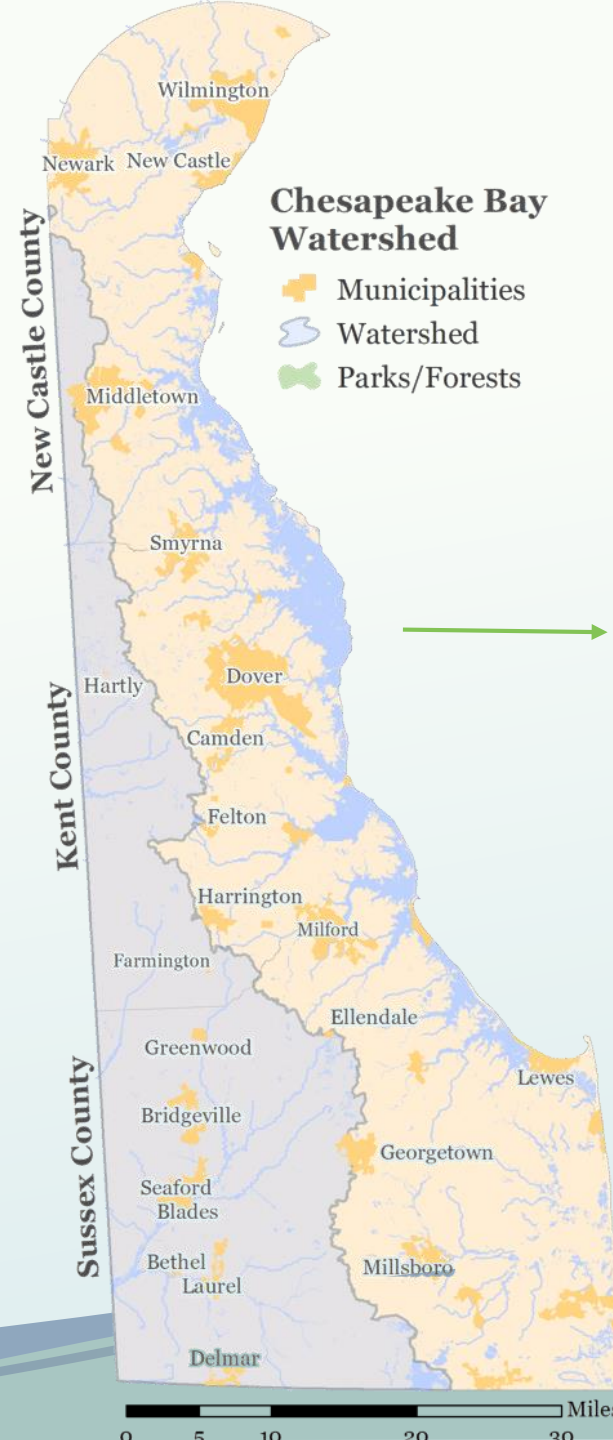 Wilmington
Newark
New Castle
Chesapeake Bay
Watershed
Municipalities
Watershed
Parks/Forests
New Castle County
Middletown
Smyrna
Dover
Hartly
Camden
Kent County
Felton
Harrington
Milford
Farmington
Ellendale
Greenwood
Lewes
Bridgeville
Georgetown
Sussex County
Seaford
Blades
Bethel
Millsboro
Laurel
Delmar
Miles
0 5 10 20 30